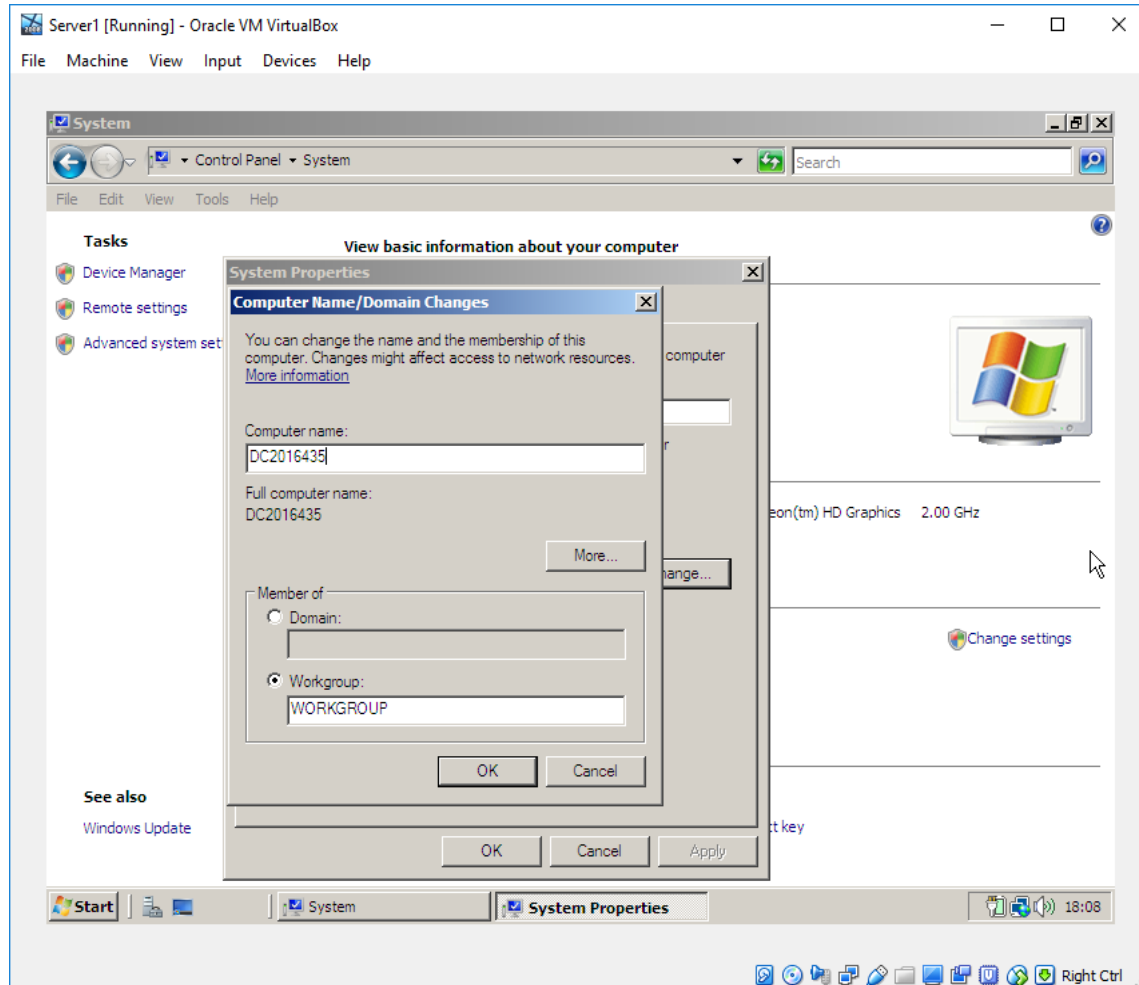 Server1 [Running] - Oracle VM VirtualBox
File Machine View Input Devices Help
System
Control Panel System
Search
File Edit View Tools Help
Tasks
Device Manager
Remote settings
Advanced system set
View basic information about your computer
System Properties
Computer Name/Domain Changes
You can change the name and the membership of this
computer. Changes might affect access to network resources.
More information
computer
Computer name:
DC2016435
r
Full computer name:
DC2016435
eon(tm) HD Graphics 2.00 GHz
More...
hange...
Member of
Domain:
Change settings
Workgroup:
WORKGROUP
OK Cancel
See also
Windows Update
ct key
OK Cancel Apply
Start System System Properties 18:08
Right Ctrl